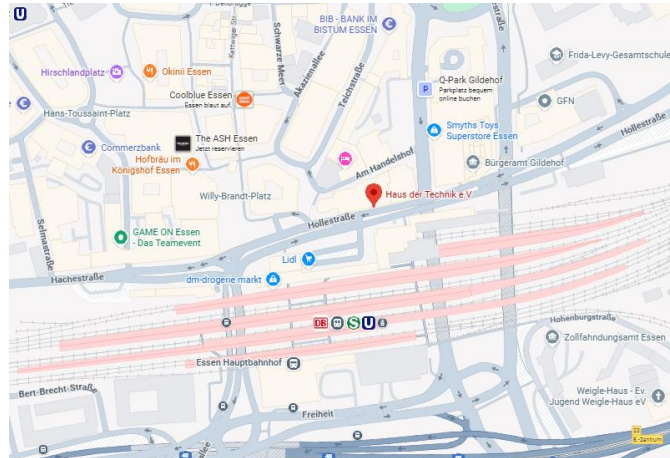 U
BIB - BANK IM
BISTUM ESSEN
Kettwiger Str.
Schwarze Meer
Akazienallee
Teichstraße
Hirschlandplatz
Okinii Essen
Frida-Levy-Gesamtschule
Q-Park Gildehof
Parkplatz bequem
online buchen
P
GFN
Coolblue Essen
Essen blaut auf.
Hans-Toussaint-Platz
Smyths Toys
Superstore Essen
Hollestraße
The ASH Essen
Jetzt reservieren
Commerzbank
Hofbräu im
Königshof Essen
Am Handelshof
Bürgeramt Gildehof
Willy-Brandt-Platz
Haus der Technik e.V
Hollestraße
Selmastraße
GAME ON Essen
- Das Teamevent
Lidl
Hachestraße
dm-drogerie markt
DB
S
U
Hohenburgstraße
Zollfahndungsamt Essen
Essen Hauptbahnhof
Bert-Brecht-Straße
Weigle-Haus - Ev.
Jugend Weigle-Haus eV
Freiheit
E.-Zentrum